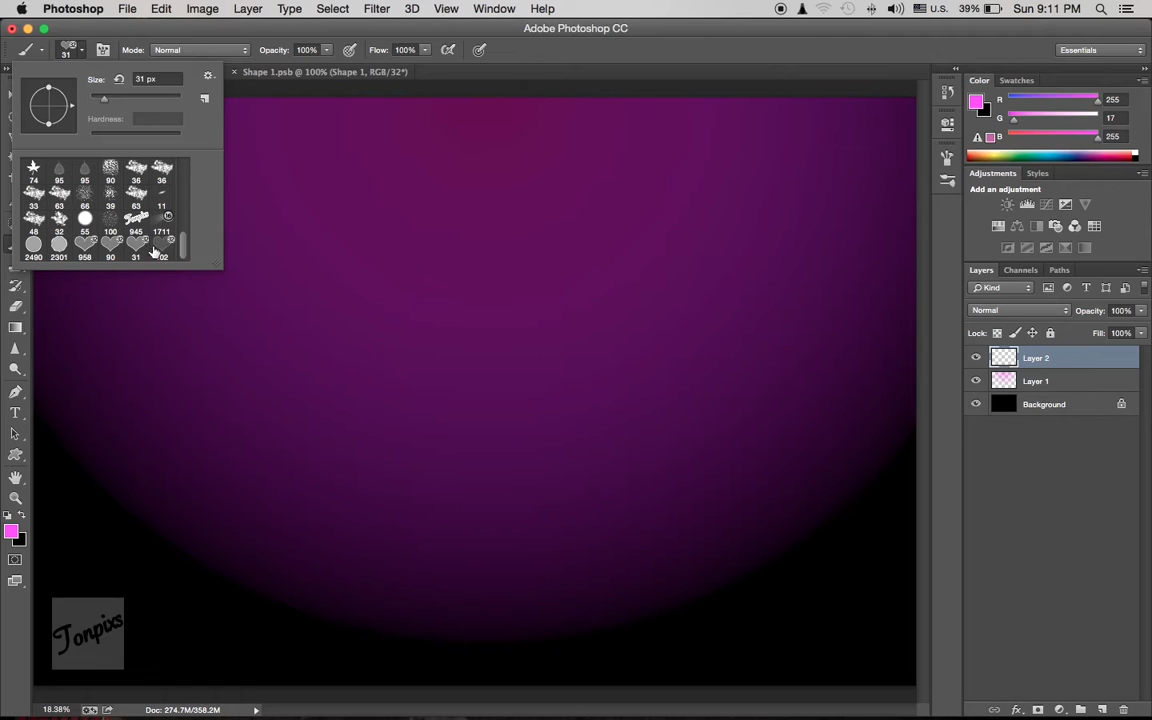 Photoshop File Edit Image Layer Type Select Filter 3D View Window Help U.S. 39% Sun 9:11 PM
Adobe Photoshop CC
31 Mode: Normal Opacity: 100% Flow: 100% Essentials
Shape 1.psb @ 100% (Shape 1, RGB/32*)
Size: 31 px
Hardness:
74 95 95 39 36 36
33 63 66 39 63 11
48 32 55 100 945 1711
2490 2301 958 90 31
Color Swatches
R 255
G 17
B 255
Adjustments Styles
Add an adjustment
Layers Channels Paths
Kind
Normal Opacity: 100%
Lock: Fill: 100%
Layer 2
Layer 1
Background
Tonpixs
18.38% Doc: 274.7M/358.2M